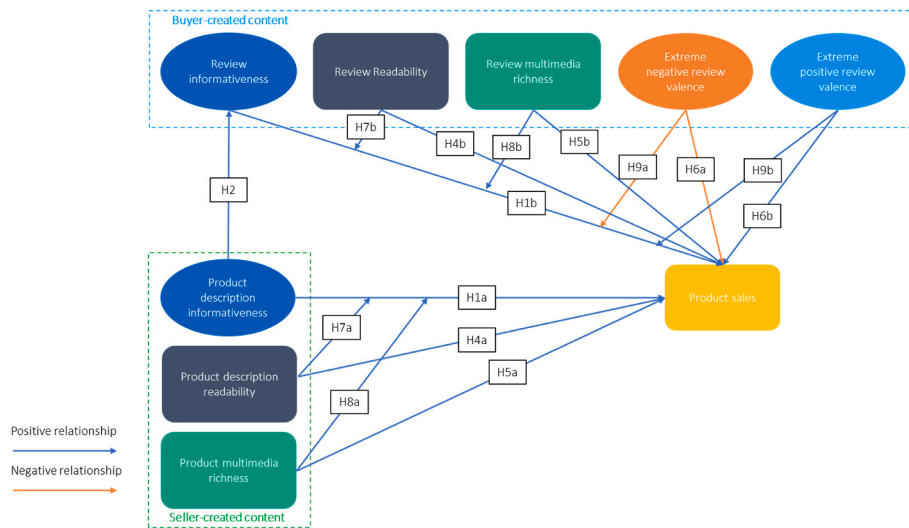 Buyer-created content
Review
informativeness
Review Readability
Review multimedia
richness
Extreme
negative review
valence
Extreme
positive review
valence
H7b
H4b
H8b
H5b
H9a
H6a
H9b
H2
H1b
H6b
Product
description
informativeness
H1a
Product sales
H7a
H4a
Product description
readability
H5a
H8a
Positive relationship
Product multimedia
richness
Negative relationship
Seller-created content